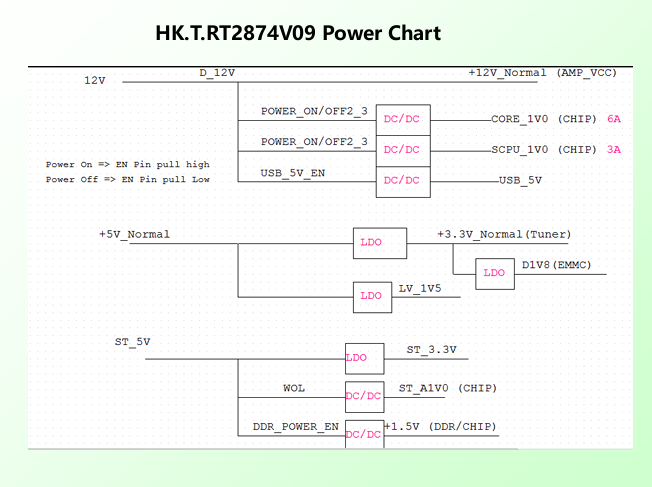 HK.T.RT2874V09 Power Chart
12V
D_12V
+12V_Normal (AMP_VCC)
POWER_ON/OFF2_3
DC/DC
CORE_1V0 (CHIP) 6A
POWER_ON/OFF2_3
DC/DC
SCPU_1V0 (CHIP) 3A
Power On => EN Pin pull high
Power Off => EN Pin pull Low
USB_5V_EN
DC/DC
USB_5V
+5V_Normal
LDO
+3.3V_Normal(Tuner)
LDO
D1V8(EMMC)
LDO
LV_1V5
ST_5V
LDO
ST_3.3V
WOL
DC/DC
ST_A1V0 (CHIP)
DDR_POWER_EN
DC/DC
+1.5V (DDR/CHIP)